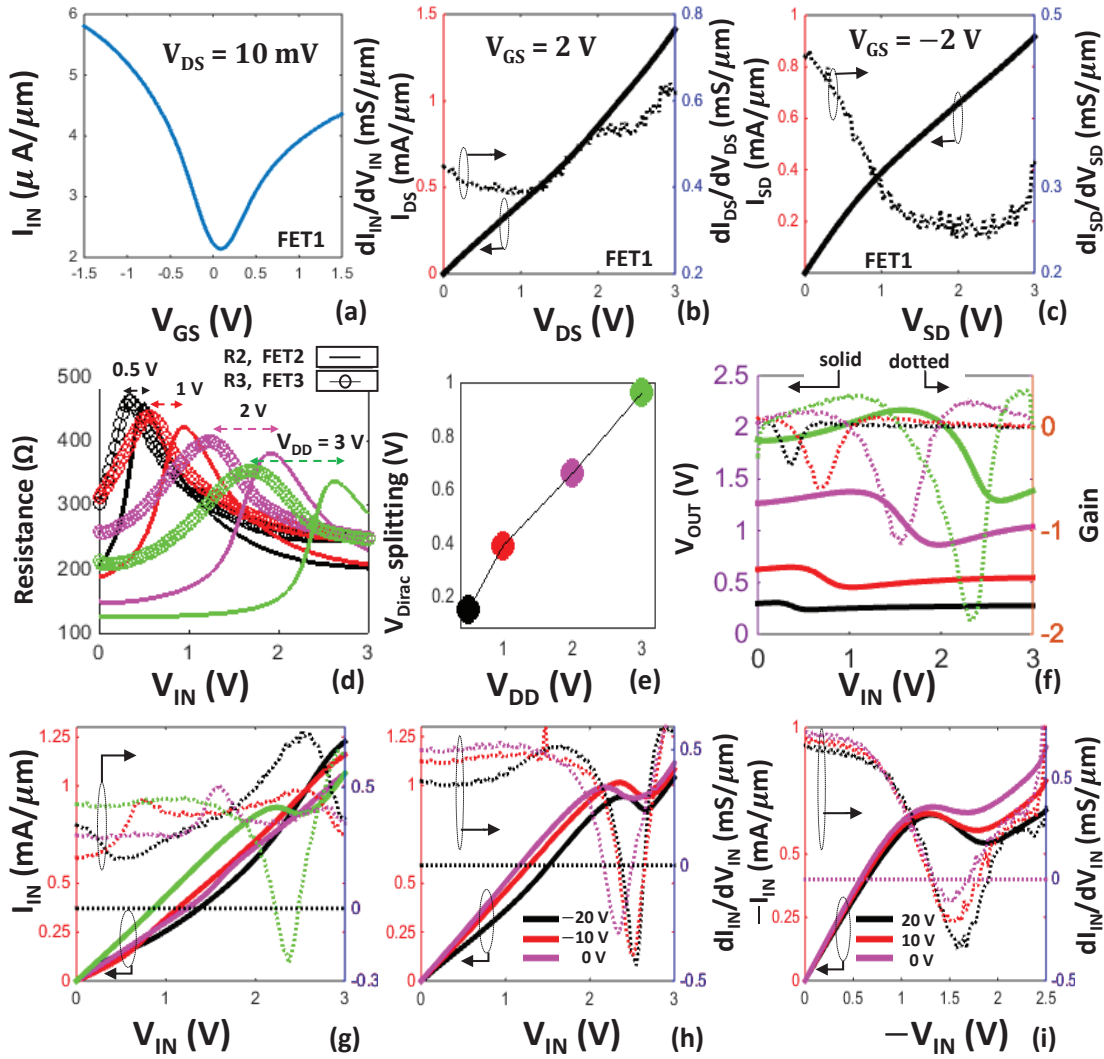 V_DS = 10 mV
I_IN (μ A/μm)
6
5
4
3
2
-1.5
-1
-0.5
0
0.5
1
1.5
FET1
V_GS (V)
(a)
V_GS = 2 V
dI_IN/dV_IN (mS/μm)
I_DS (mA/μm)
1.5
1
0.5
0
0.8
0.6
0.4
0.2
0
1
2
3
FET1
V_DS (V)
(b)
V_GS = −2 V
dI_DS/dV_DS (mS/μm)
I_SD (mA/μm)
1
0.8
0.6
0.4
0.2
0.5
0.4
0.3
0.2
dI_SD/dV_SD (mS/μm)
0
1
2
3
FET1
V_SD (V)
(c)
R2, FET2
R3, FET3
0.5 V
1 V
2 V
V_DD = 3 V
Resistance (Ω)
500
400
300
200
100
0
1
2
3
V_IN (V)
(d)
V_Dirac splitting (V)
1
0.8
0.6
0.4
0.2
1
2
3
V_DD (V)
(e)
solid
dotted
V_OUT (V)
2.5
2
1.5
1
0.5
0
0
-1
-2
Gain
0
1
2
3
V_IN (V)
(f)
I_IN (mA/μm)
1.25
1
0.5
0.25
0
0.5
0
-0.3
0
1
2
3
V_IN (V)
(g)
1.25
1
0.5
0.25
0
0.5
0
-0.5
−20 V
−10 V
0 V
0
1
2
3
V_IN (V)
(h)
dI_IN/dV_IN (mS/μm)
−I_IN (mA/μm)
1
0.75
0.5
0.25
0
0.5
0
-0.5
dI_IN/dV_IN (mS/μm)
20 V
10 V
0 V
0
0.5
1
1.5
2
2.5
−V_IN (V)
(i)